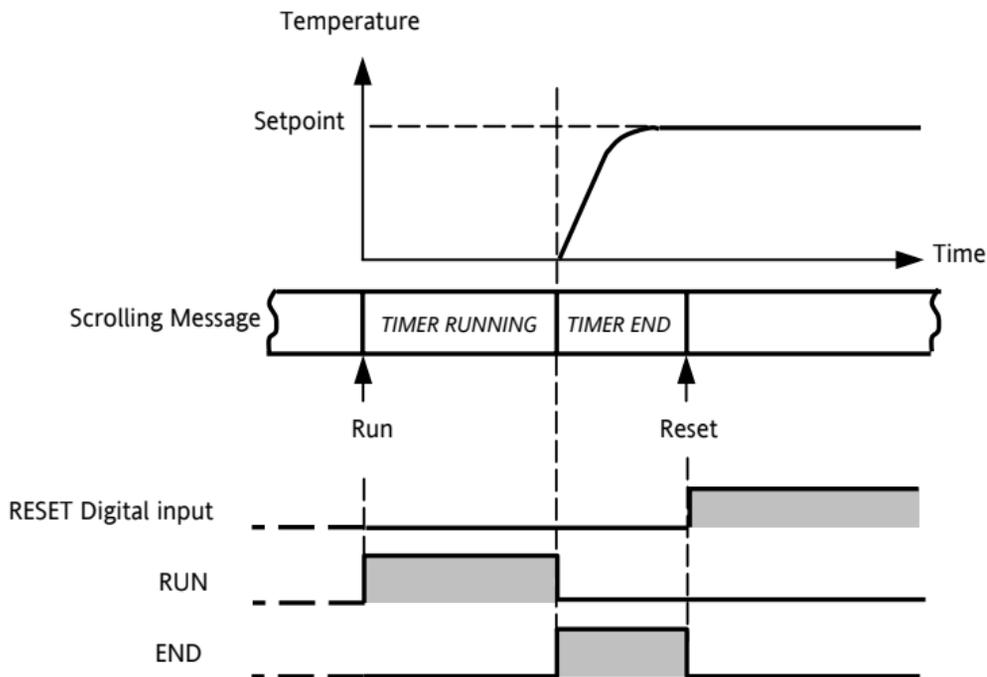 Temperature
Setpoint
Time
Scrolling Message
TIMER RUNNING
TIMER END
Run
Reset
RESET Digital input
RUN
END